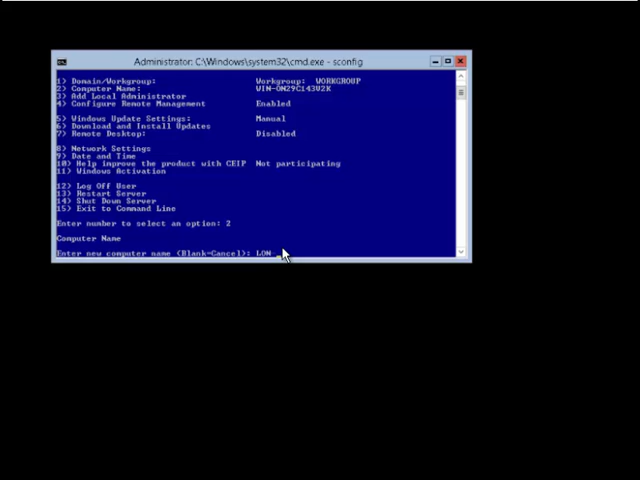 Administrator: C:\Windows\system32\cmd.exe - sconfig
1) Domain/Workgroup: Workgroup: WORKGROUP
2) Computer Name: WIN-ON29C143V2K
3) Add Local Administrator
4) Configure Remote Management Enabled
5) Windows Update Settings: Manual
6) Download and Install Updates
7) Remote Desktop: Disabled
8) Network Settings
9) Date and Time
10) Help improve the product with CEIP Not participating
11) Windows Activation
12) Log Off User
13) Restart Server
14) Shut Down Server
15) Exit to Command Line
Enter number to select an option: 2
Computer Name
Enter new computer name (Blank=Cancel): LON